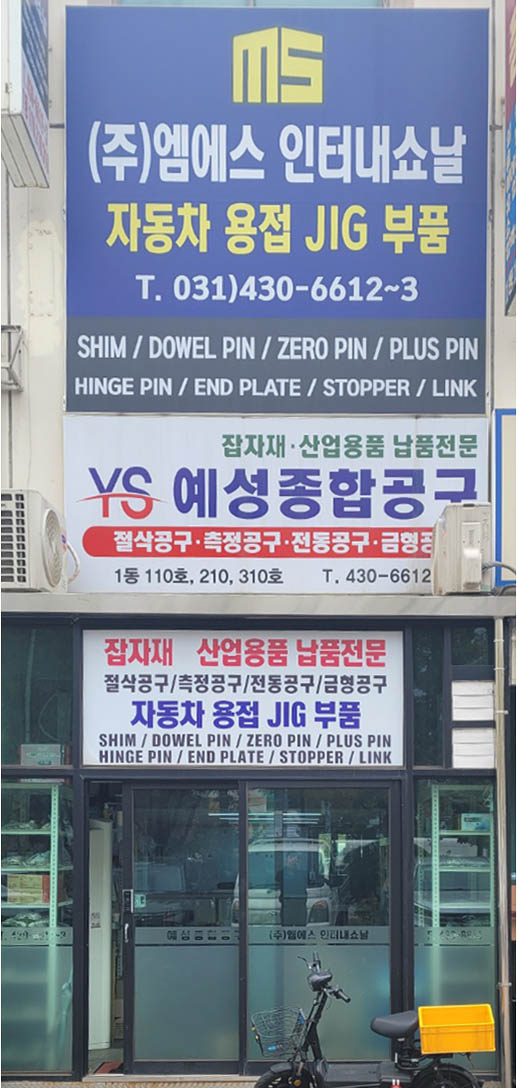 MS
(주)엠에스 인터내쇼날
자동차 용접 JIG 부품
T. 031)430-6612~3
SHIM / DOWEL PIN / ZERO PIN / PLUS PIN
HINGE PIN / END PLATE / STOPPER / LINK
잡자재·산업용품 납품전문
YS 예성종합공구
절삭공구·측정공구·전동공구·금형공
1동 110호, 210, 310호 T. 430-6612
잡자재 산업용품 납품전문
절삭공구/측정공구/전동공구/금형공구
자동차 용접 JIG 부품
SHIM / DOWEL PIN / ZERO PIN / PLUS PIN
HINGE PIN / END PLATE / STOPPER / LINK
예성종합공구 (주)엠에스 인터내쇼날